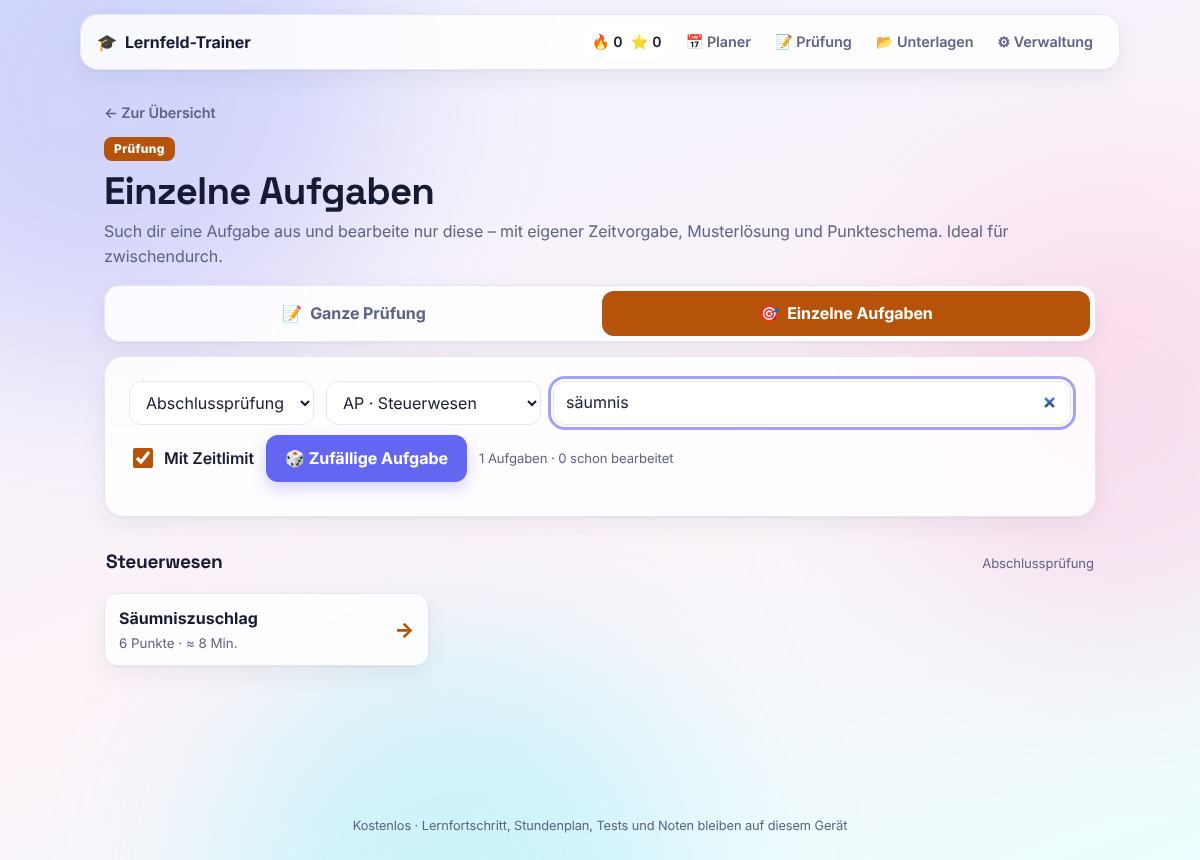 🎓 Lernfeld-Trainer
🔥 0 ⭐ 0 📅 Planer 📝 Prüfung 📂 Unterlagen ⚙ Verwaltung
← Zur Übersicht
Prüfung
Einzelne Aufgaben
Such dir eine Aufgabe aus und bearbeite nur diese – mit eigener Zeitvorgabe, Musterlösung und Punkteschema. Ideal für
zwischendurch.
📝 Ganze Prüfung 🎯 Einzelne Aufgaben
Abschlussprüfung AP · Steuerwesen säumnis
Mit Zeitlimit 🎲 Zufällige Aufgabe 1 Aufgaben · 0 schon bearbeitet
Steuerwesen Abschlussprüfung
Säumniszuschlag
6 Punkte · ≈ 8 Min. →
Kostenlos · Lernfortschritt, Stundenplan, Tests und Noten bleiben auf diesem Gerät